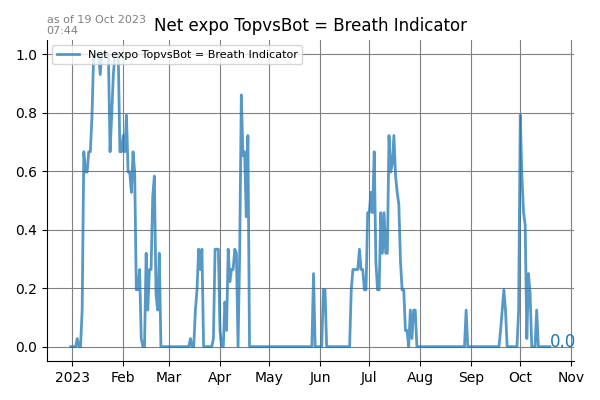 as of 19 Oct 2023
07:44
Net expo TopvsBot = Breath Indicator
Net expo TopvsBot = Breath Indicator
1.0
0.8
0.6
0.4
0.2
0.0
0.0
2023 Feb Mar Apr May Jun Jul Aug Sep Oct Nov